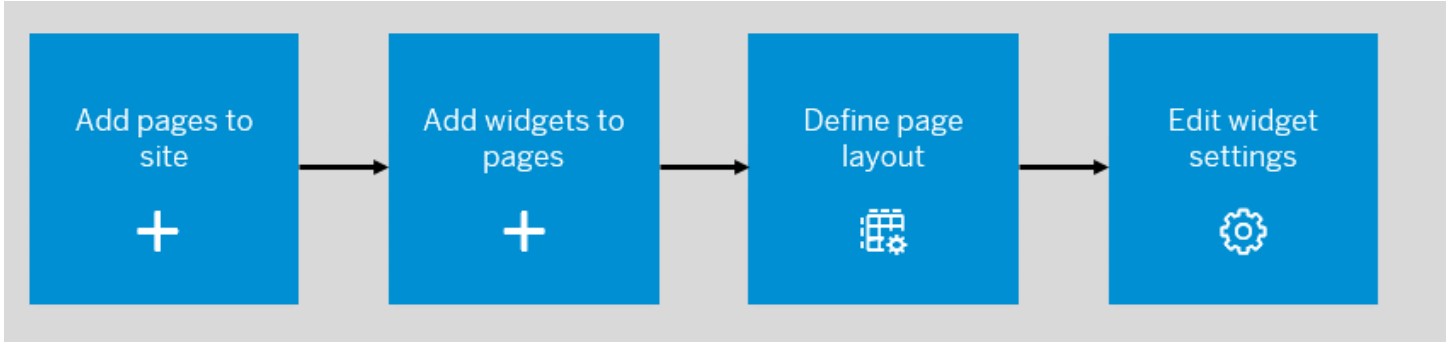 Add pages to
site
Add widgets to
pages
Define page
layout
Edit widget
settings